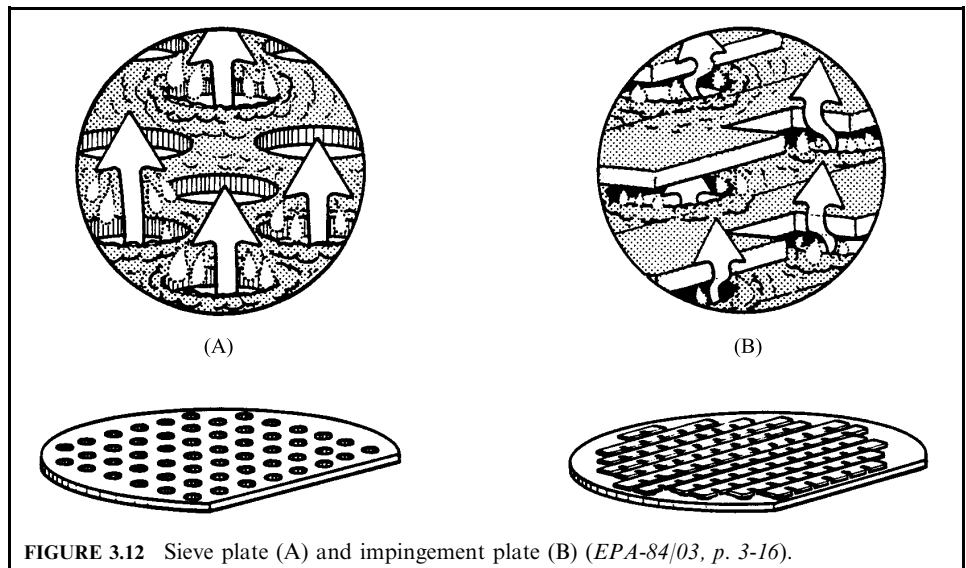 (A)
(B)
FIGURE 3.12 Sieve plate (A) and impingement plate (B) (EPA-84/03, p. 3-16).